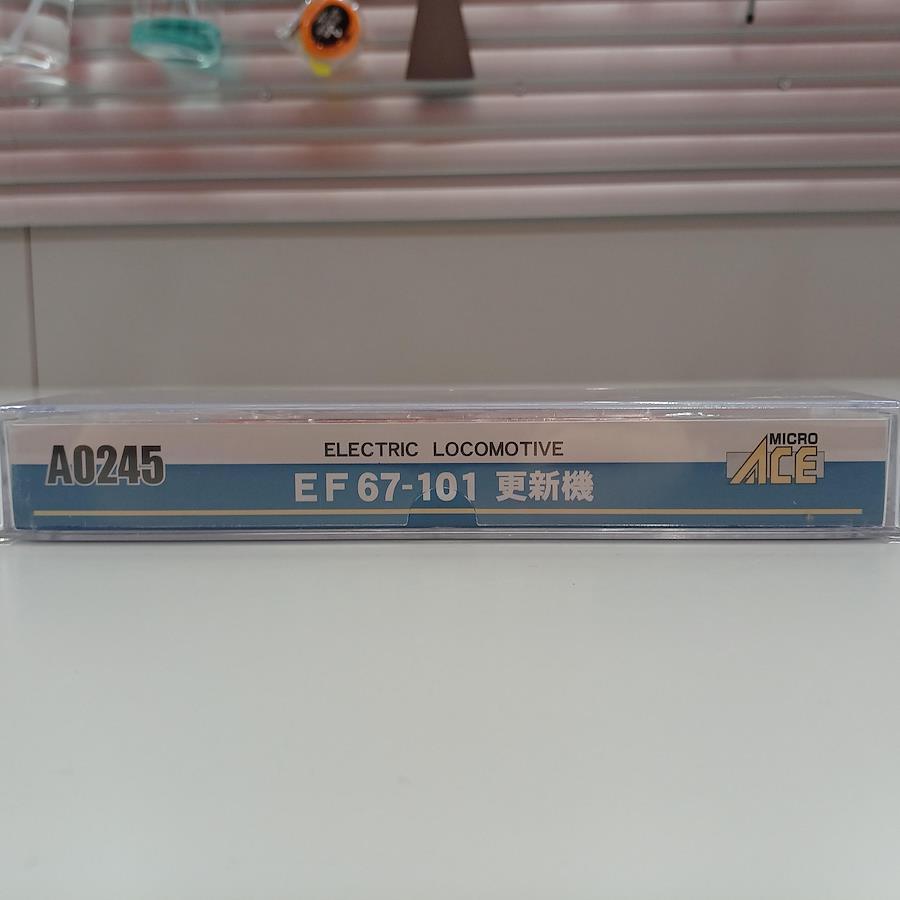 A0245
ELECTRIC LOCOMOTIVE
EF67-101 更新機
MICRO
ACE